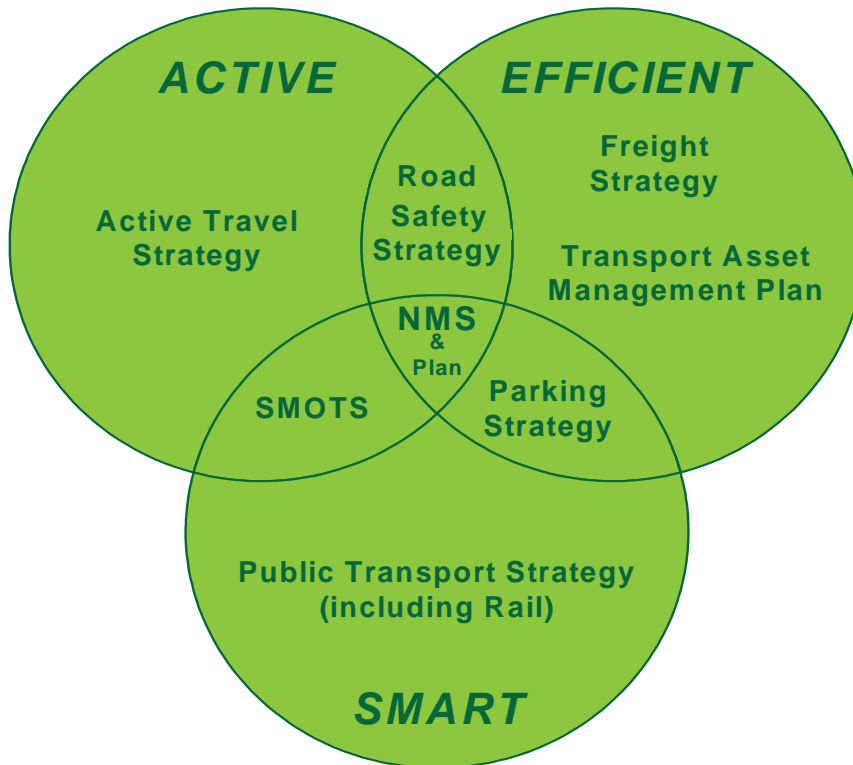 ACTIVE
EFFICIENT
Freight
Strategy
Road
Safety
Strategy
Active Travel
Strategy
Transport Asset
Management Plan
NMS
&
Plan
SMOTS
Parking
Strategy
Public Transport Strategy
(including Rail)
SMART